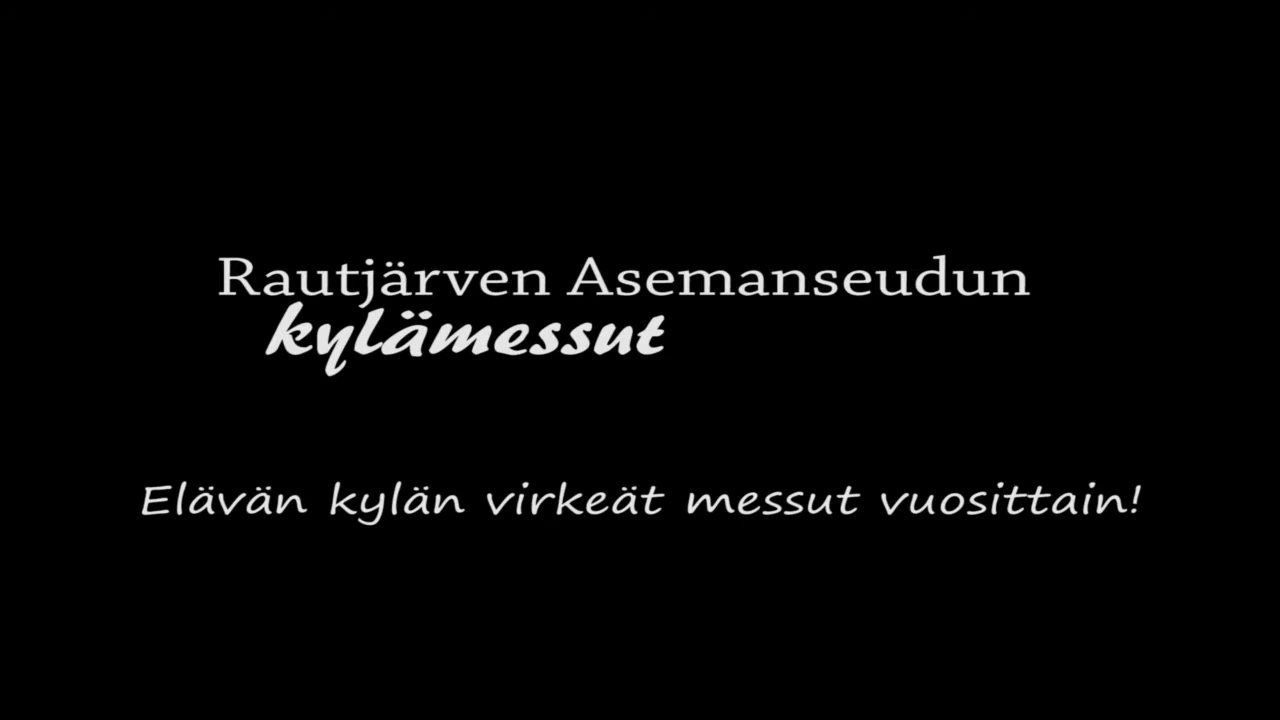 Rautjärven Asemanseudun
kylämessut
Elävän kylän virkeät messut vuosittain!